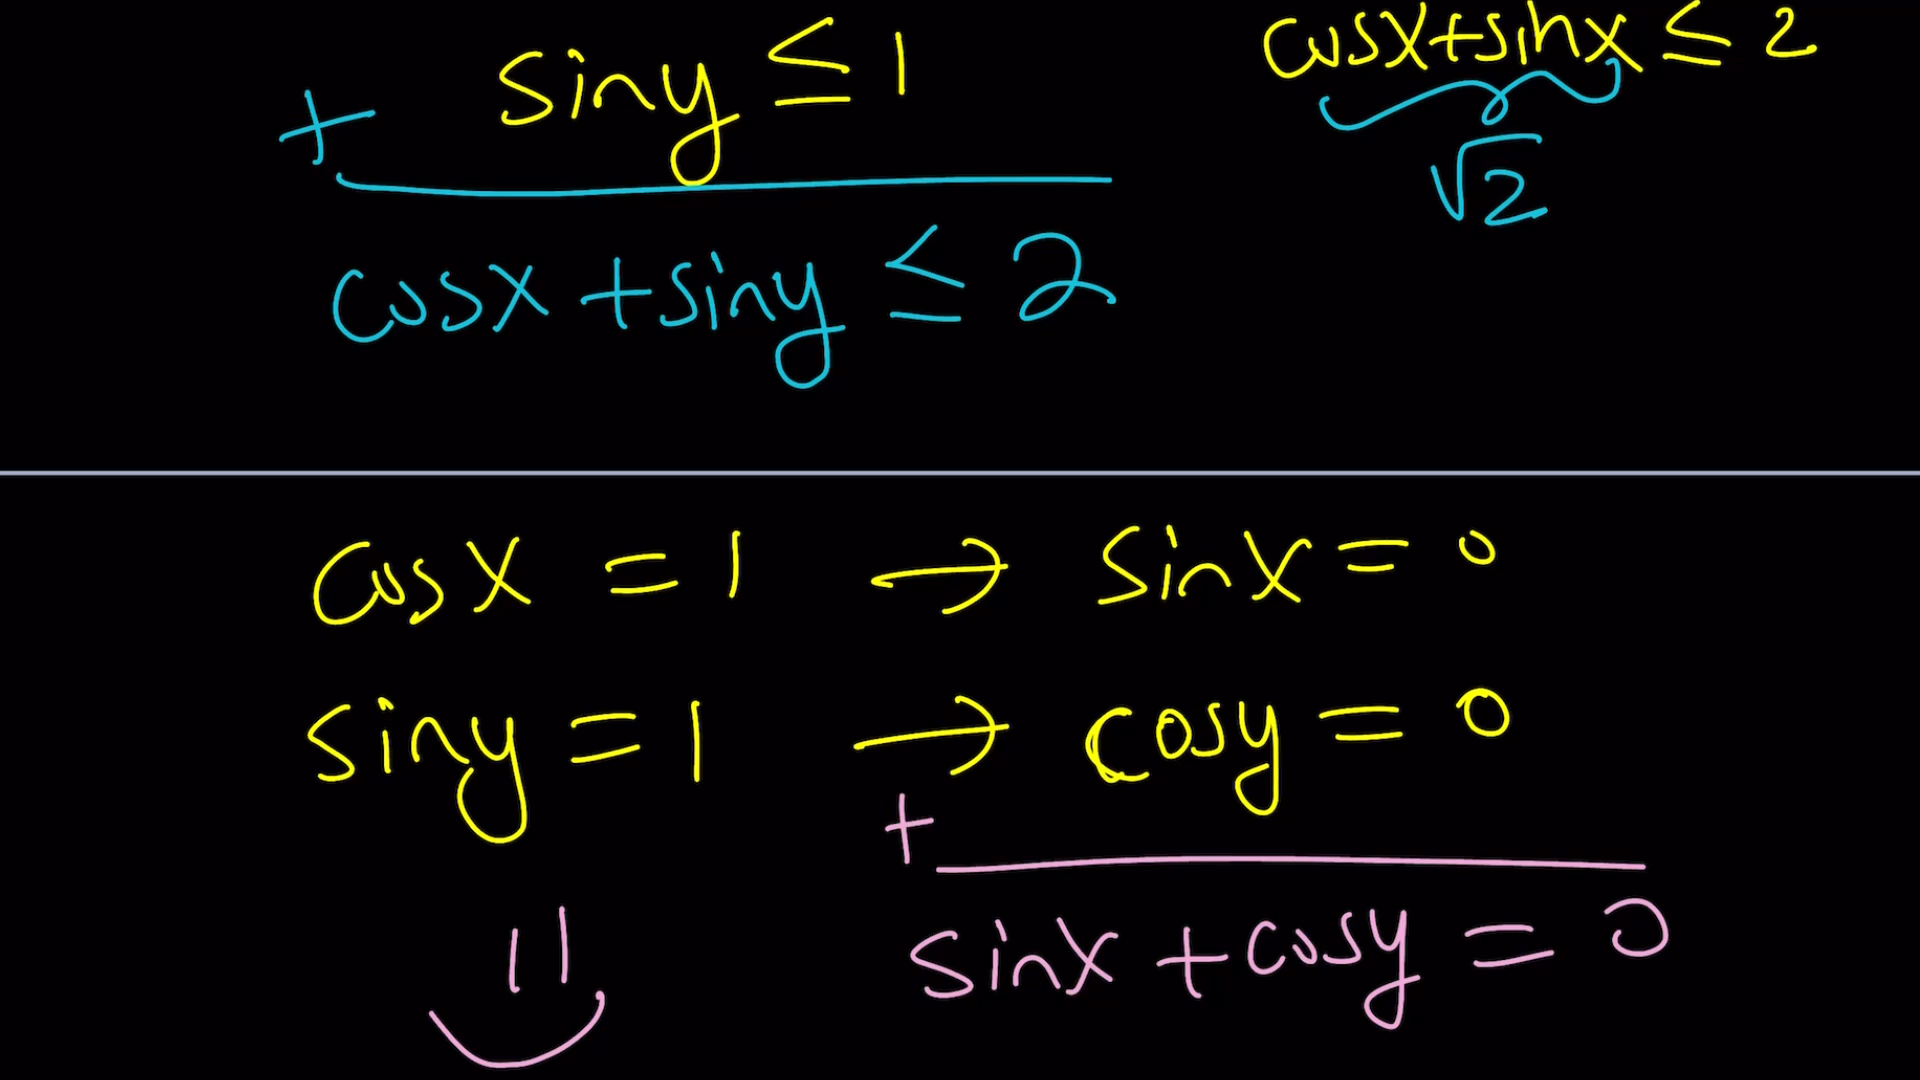 siny ≤ 1
cosx+sinx ≤ 2
+
√2
cosx +siny ≤ 2
cosx = 1 → sinx = 0
siny = 1 → cosy = 0
+
sinx + cosy = 0